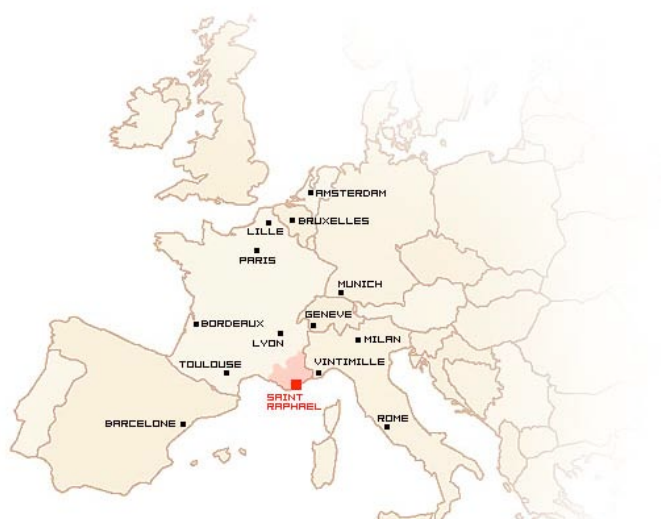 AMSTERDAM
BRUXELLES
LILLE
PARIS
MUNICH
GENEVE
BORDEAUX
LYON
MILAN
TOULOUSE
VINTIMILLE
SAINT
RAPHAEL
BARCELONE
ROME